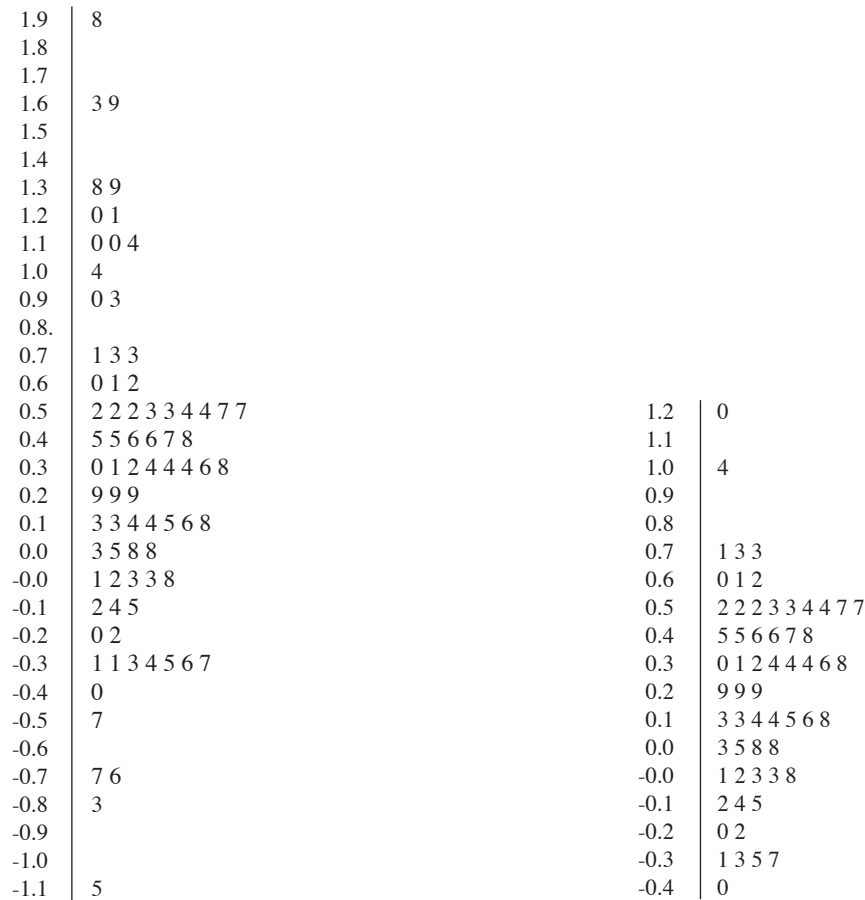 1.9 8
1.8
1.7
1.6 3 9
1.5
1.4
1.3 8 9
1.2 0 1
1.1 0 0 4
1.0 4
0.9 0 3
0.8.
0.7 1 3 3
0.6 0 1 2
0.5 2 2 2 3 3 4 4 7 7
0.4 5 5 6 6 7 8
0.3 0 1 2 4 4 4 6 8
0.2 9 9 9
0.1 3 3 4 4 5 6 8
0.0 3 5 8 8
-0.0 1 2 3 3 8
-0.1 2 4 5
-0.2 0 2
-0.3 1 1 3 4 5 6 7
-0.4 0
-0.5 7
-0.6
-0.7 7 6
-0.8 3
-0.9
-1.0
-1.1 5
1.2 0
1.1
1.0 4
0.9
0.8
0.7 1 3 3
0.6 0 1 2
0.5 2 2 2 3 3 4 4 7 7
0.4 5 5 6 6 7 8
0.3 0 1 2 4 4 4 6 8
0.2 9 9 9
0.1 3 3 4 4 5 6 8
0.0 3 5 8 8
-0.0 1 2 3 3 8
-0.1 2 4 5
-0.2 0 2
-0.3 1 3 5 7
-0.4 0